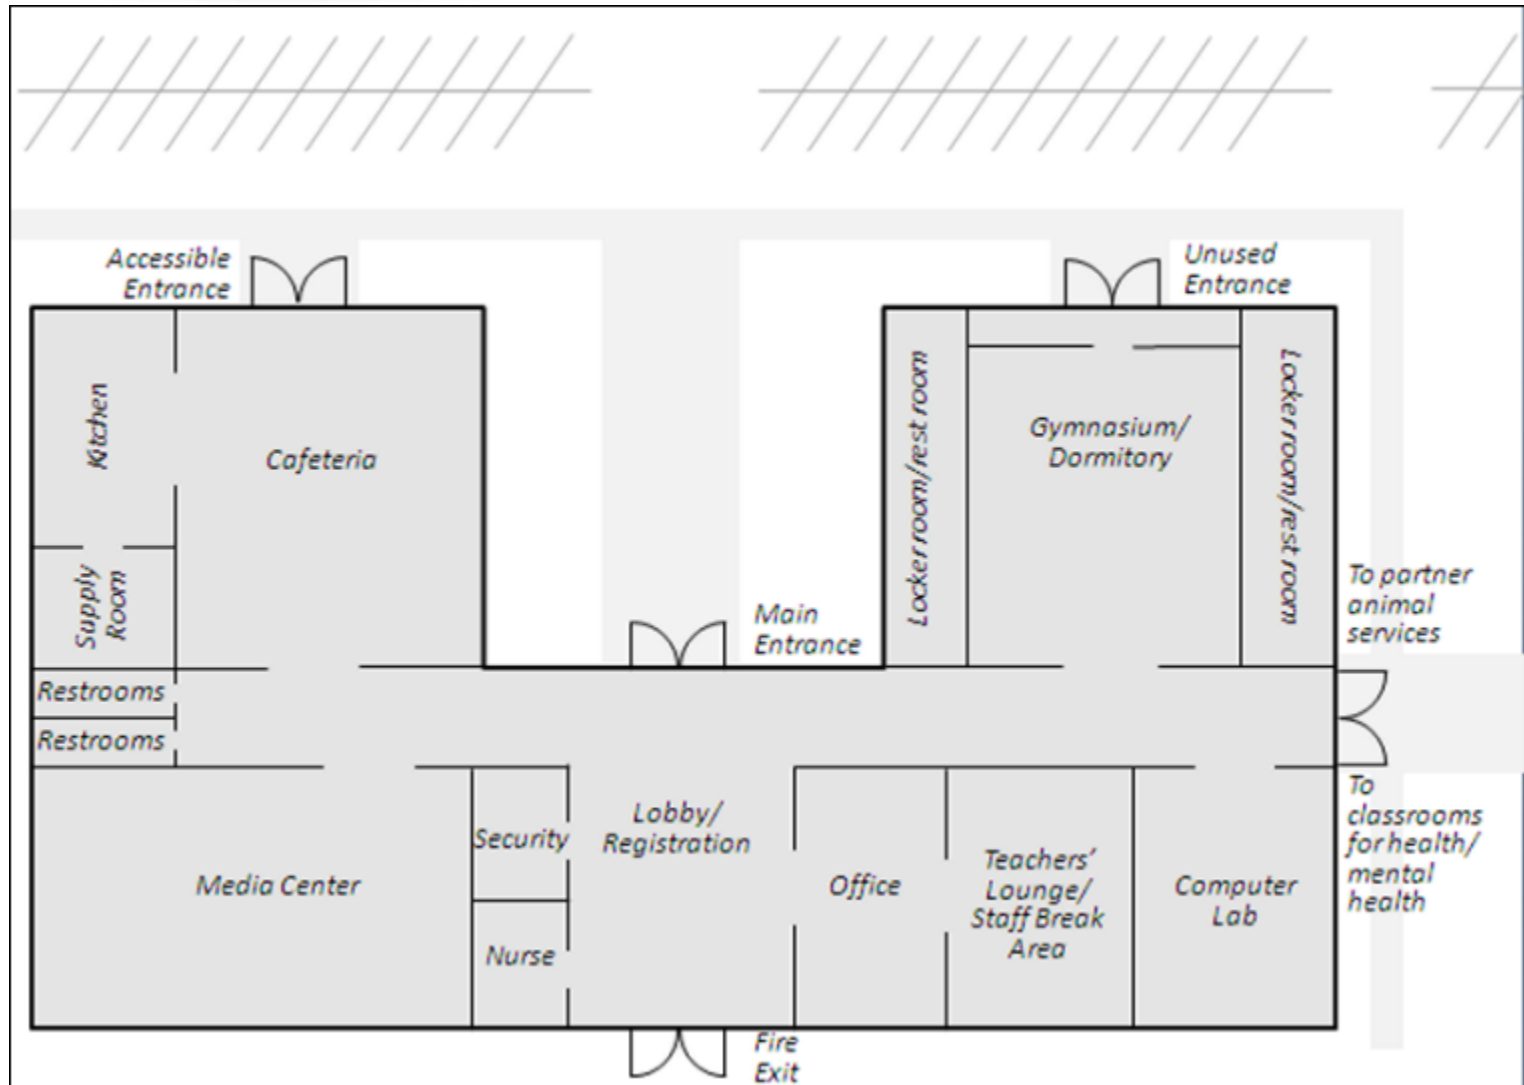 Accessible
Entrance
Unused
Entrance
Kitchen
Cafeteria
Locker room/rest room
Gymnasium/
Dormitory
Locker room/rest room
Supply
Room
Main
Entrance
To partner
animal
services
Restrooms
Restrooms
Media Center
Security
Nurse
Lobby/
Registration
Office
Teachers’
Lounge/
Staff Break
Area
Computer
Lab
To
classrooms
for health/
mental
health
Fire
Exit